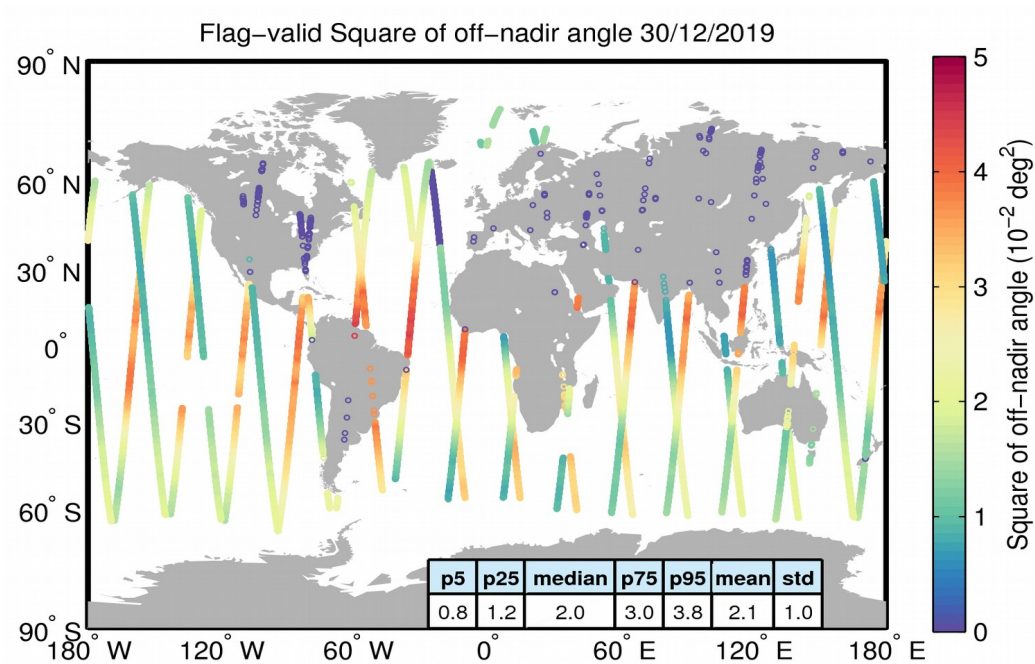 Flag−valid Square of off−nadir angle 30/12/2019
90° N
60° N
30° N
0°
30° S
60° S
90° S
180° W
120° W
60° W
0°
60° E
120° E
180° E
p5 p25 median p75 p95 mean std
0.8 1.2 2.0 3.0 3.8 2.1 1.0
5
4
3
2
1
0
Square of off−nadir angle (10⁻² deg²)